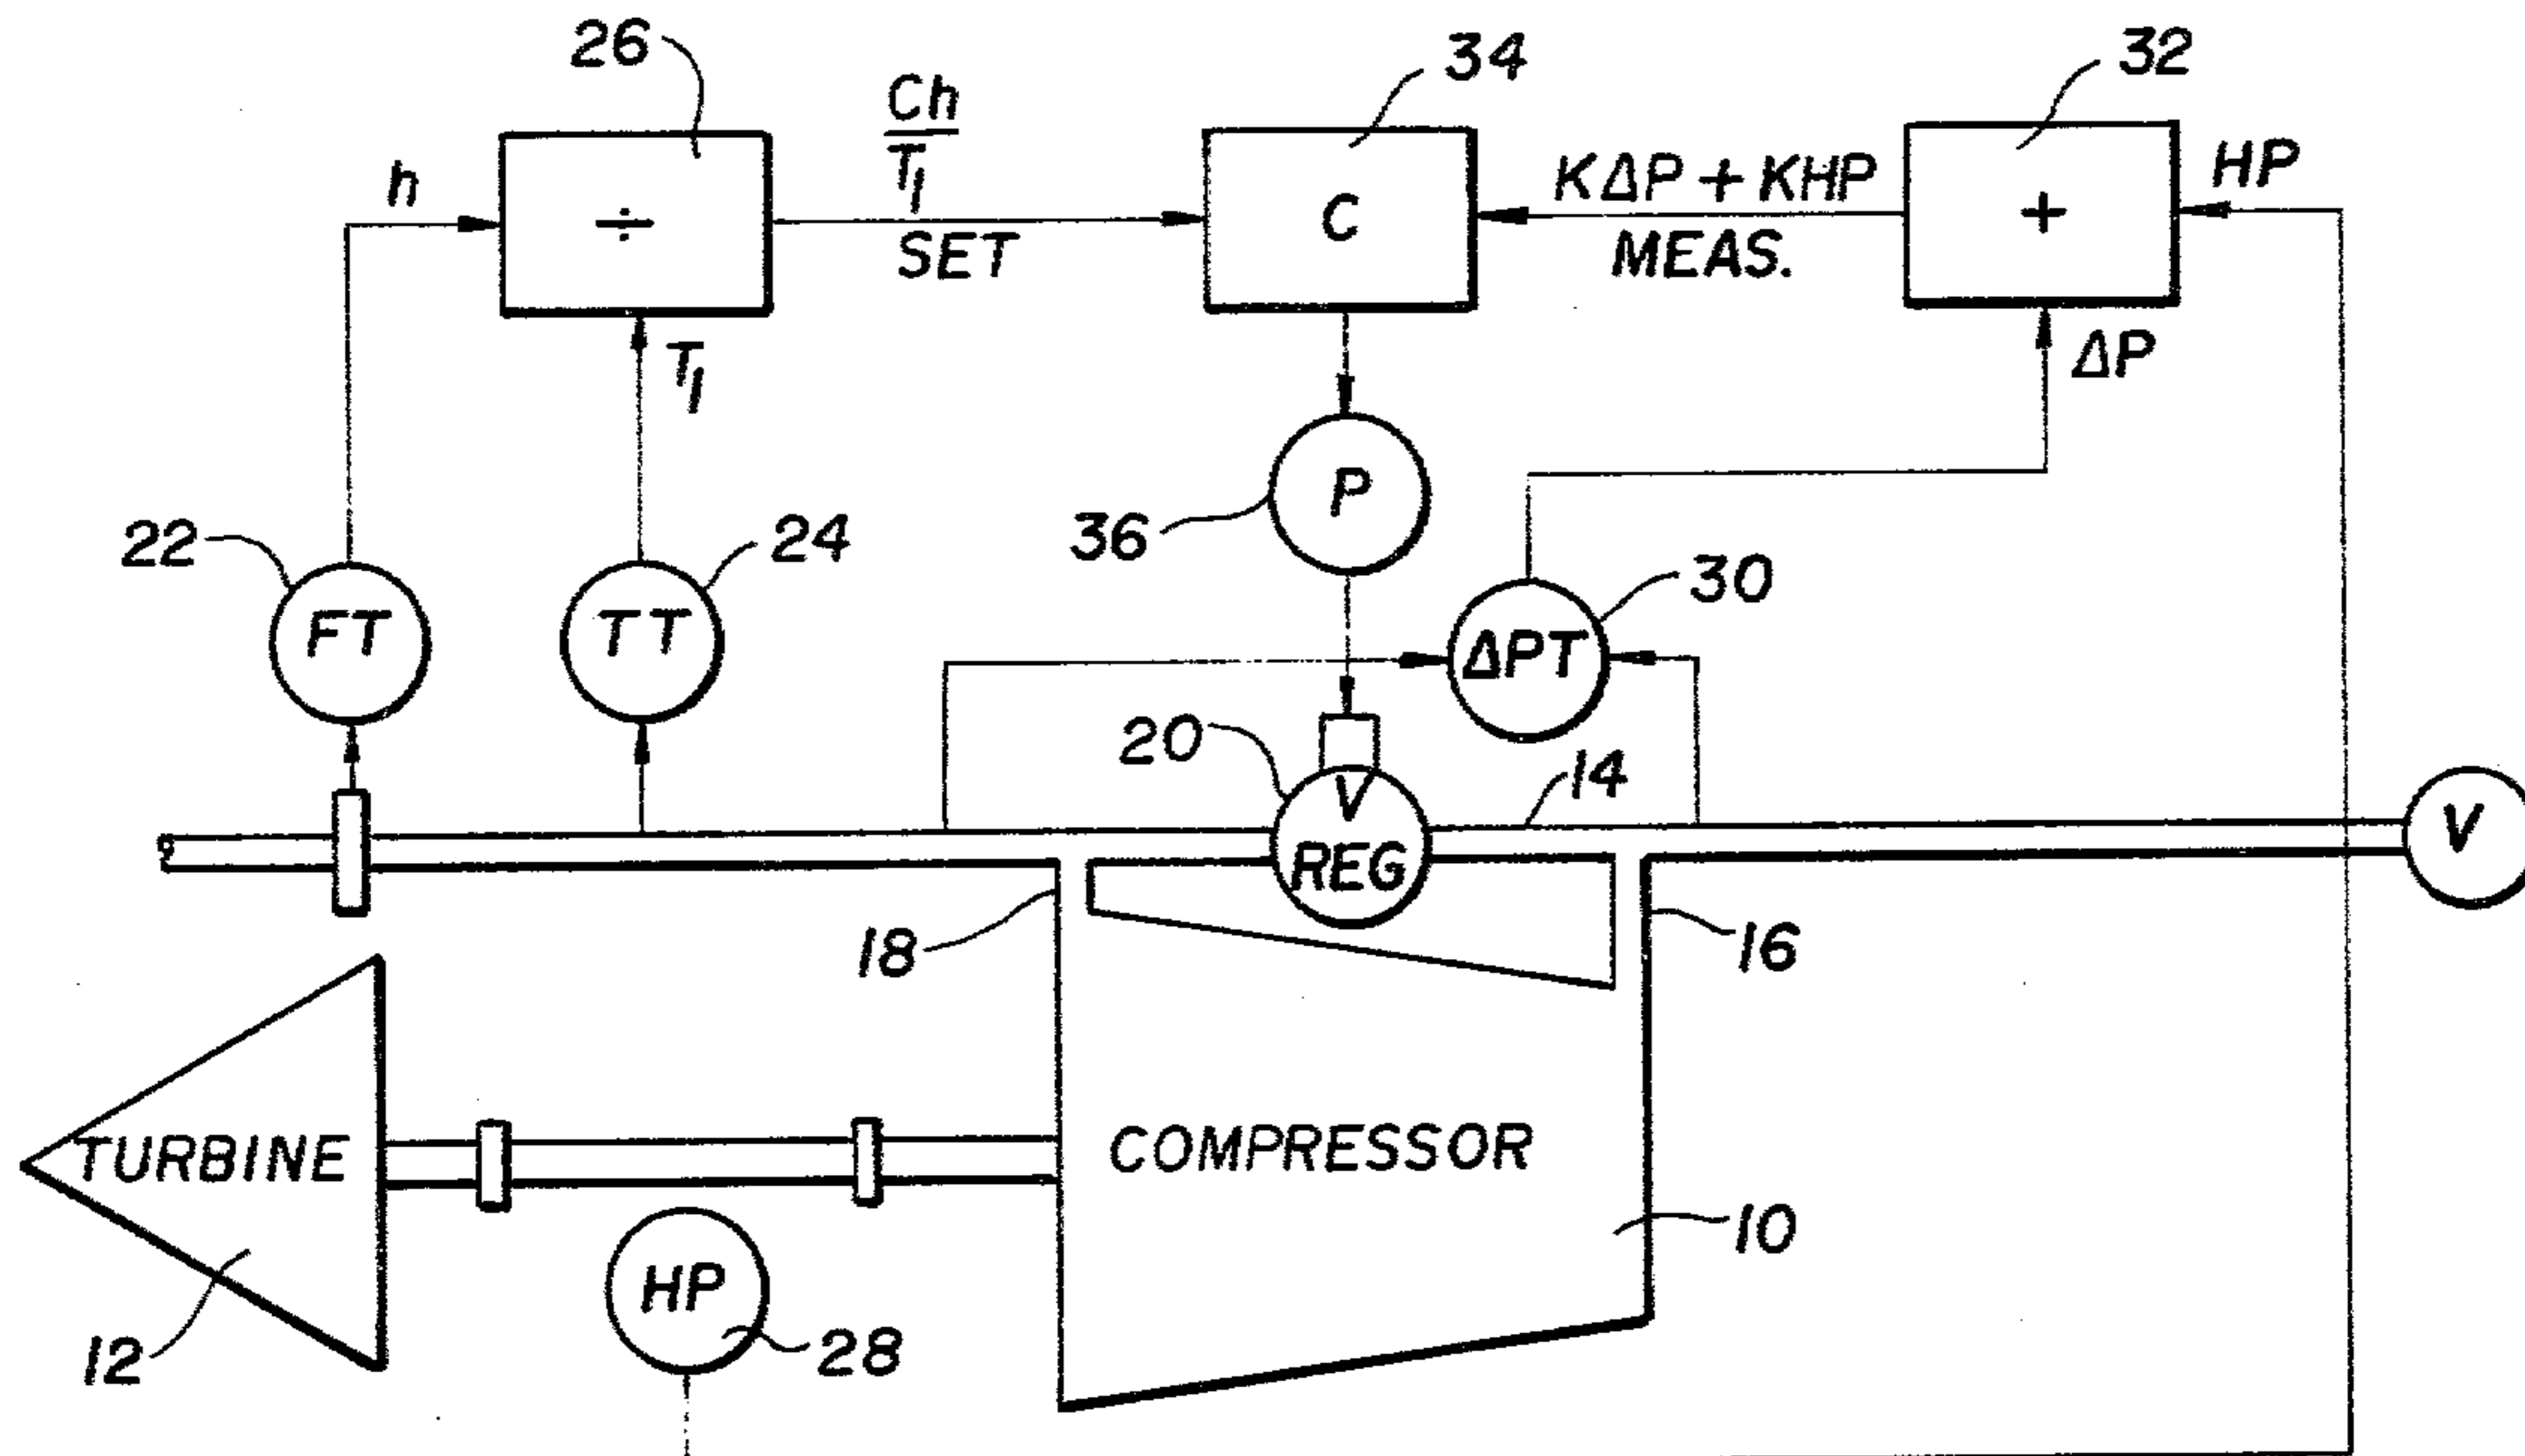 26
34
32
Ch
T1
SET
h
÷
C
KΔP + KHP
MEAS.
+
HP
T1
ΔP
22
24
36
P
30
FT
TT
ΔPT
20
14
V
REG
V
18
16
TURBINE
COMPRESSOR
10
HP
12
28